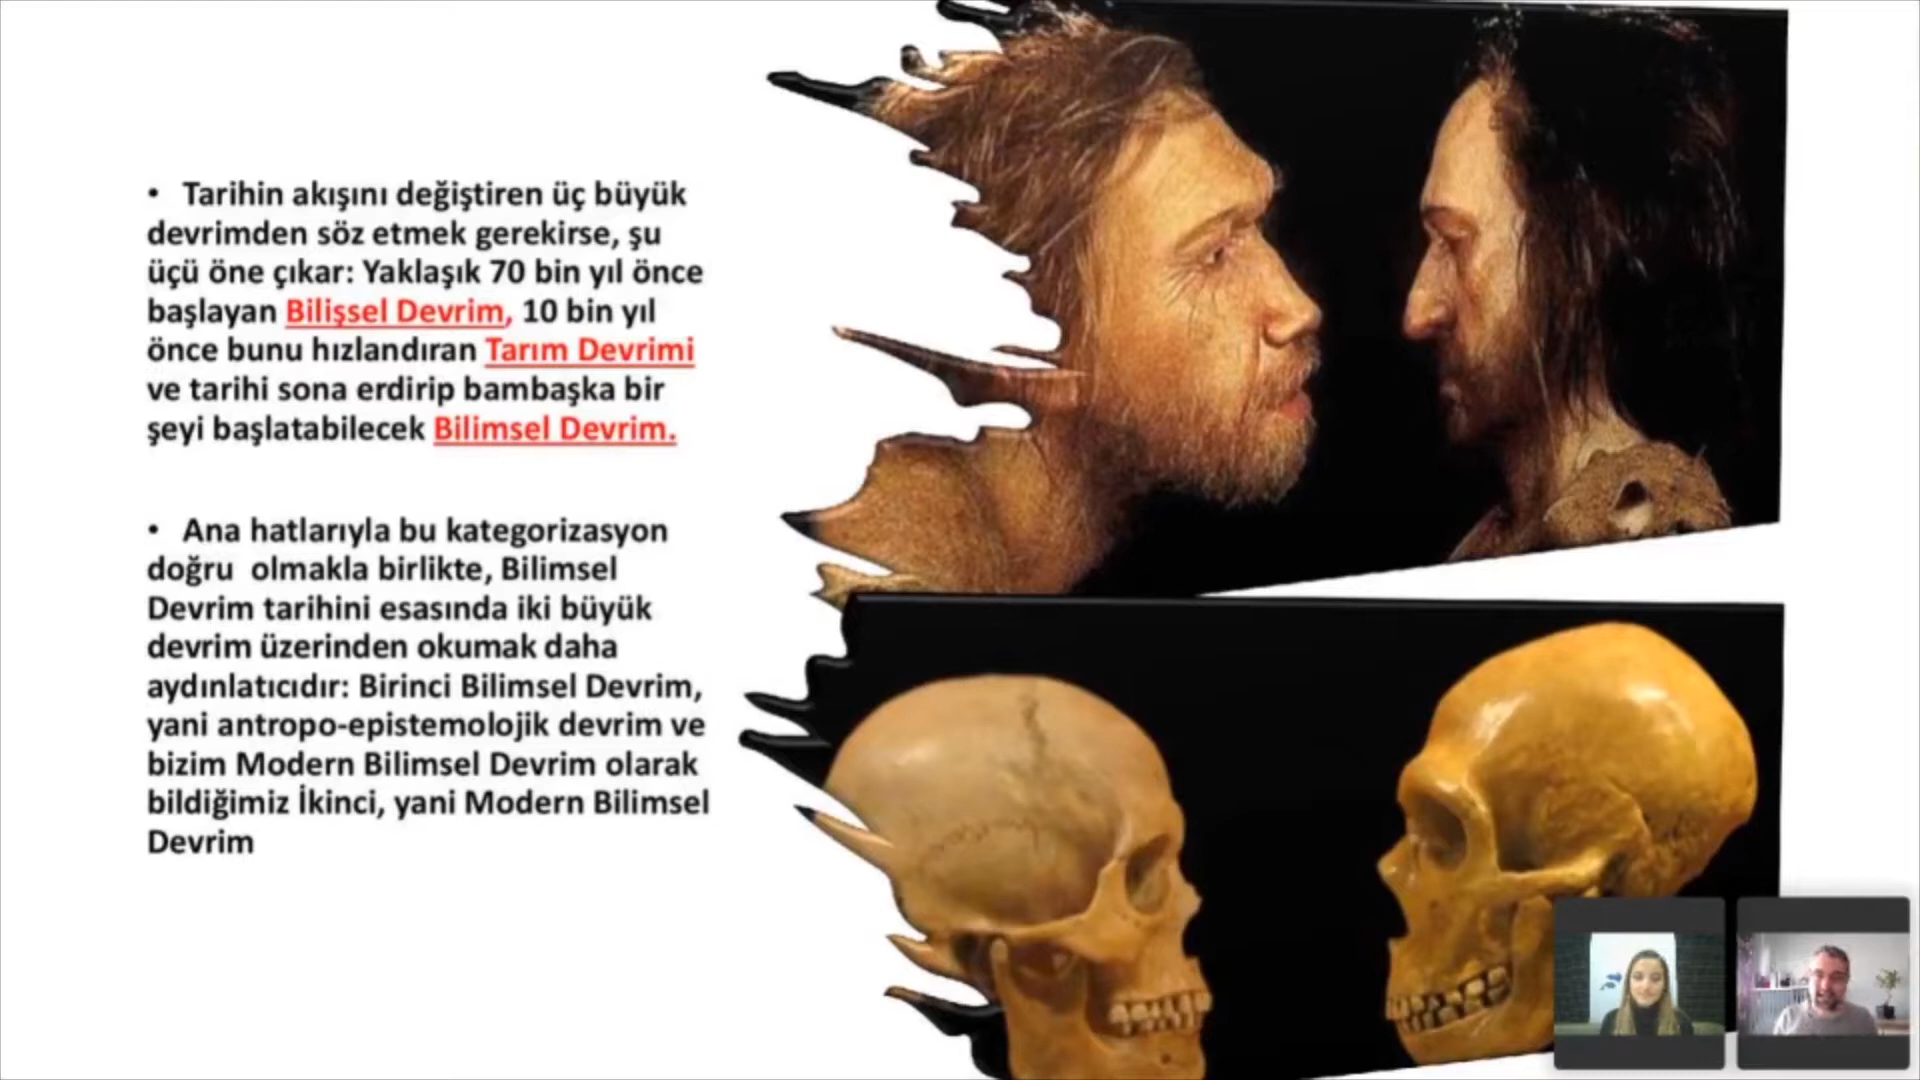 • Tarihin akışını değiştiren üç büyük
devrimden söz etmek gerekirse, şu
üçü öne çıkar: Yaklaşık 70 bin yıl önce
başlayan Bilişsel Devrim, 10 bin yıl
önce bunu hızlandıran Tarım Devrimi
ve tarihi sona erdirip bambaşka bir
şeyi başlatabilecek Bilimsel Devrim.
• Ana hatlarıyla bu kategorizasyon
doğru olmakla birlikte, Bilimsel
Devrim tarihini esasında iki büyük
devrim üzerinden okumak daha
aydınlatıcıdır: Birinci Bilimsel Devrim,
yani antropo-epistemolojik devrim ve
bizim Modern Bilimsel Devrim olarak
bildiğimiz İkinci, yani Modern Bilimsel
Devrim